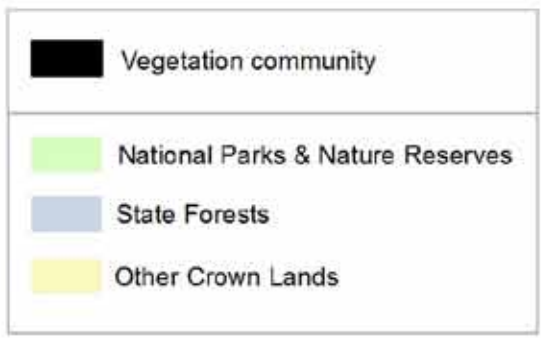 Vegetation community
National Parks & Nature Reserves
State Forests
Other Crown Lands